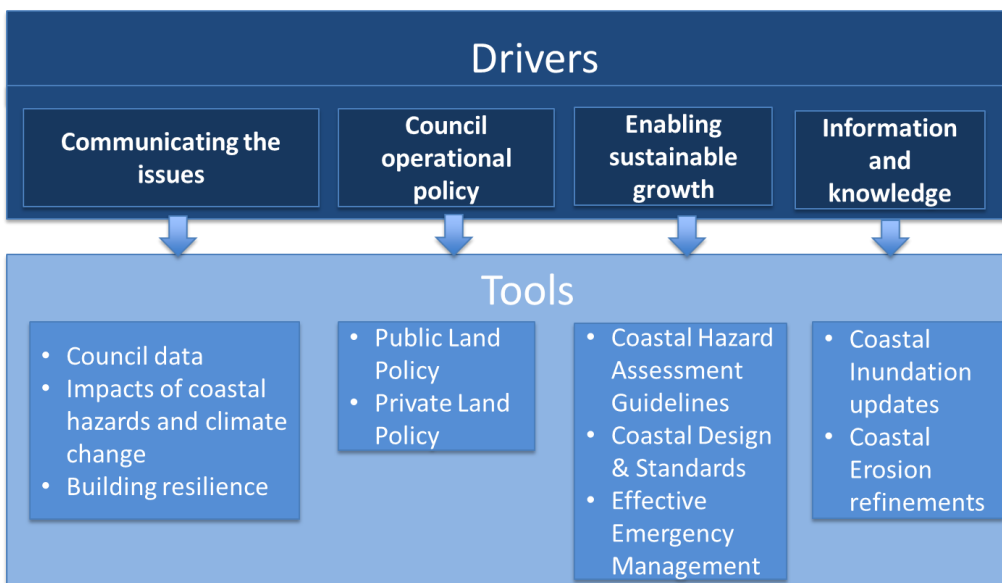 Drivers
Communicating the
issues
Council
operational
policy
Enabling
sustainable
growth
Information
and
knowledge
Tools
• Council data
• Impacts of coastal
hazards and climate
change
• Building resilience
• Public Land
Policy
• Private Land
Policy
• Coastal Hazard
Assessment
Guidelines
• Coastal Design
& Standards
• Effective
Emergency
Management
• Coastal
Inundation
updates
• Coastal
Erosion
refinements